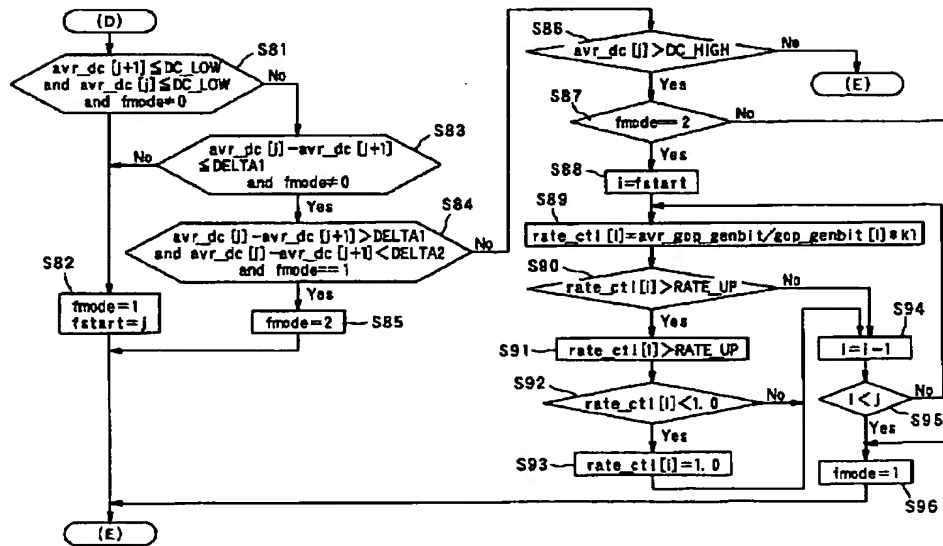 (D)
S81
avr_dc [j+1]≦DC_LOW
and avr_dc [j]≦DC_LOW
and fmode≠0
No
S83
avr_dc [j]−avr_dc [j+1]
≦DELTA1
and fmode≠0
No
Yes
S84
avr_dc [j]−avr_dc [j+1]>DELTA1
and avr_dc [j]−avr_dc [j+1]<DELTA2
and fmode==1
No
S82
fmode=1
fstart=j
Yes
fmode=2
S85
(E)
S86
avr_dc [j]>DC_HIGH
No
(E)
Yes
S87
fmode==2
No
Yes
S88
i=fstart
S89
rate_ctl[i]=avr_gop_genbit/gop_genbit [i]*k1
S90
rate_ctl[i]>RATE_UP
No
Yes
S91
rate_ctl[i]>RATE_UP
S92
rate_ctl[i]<1.0
No
Yes
S93
rate_ctl[i]=1.0
S94
i=i−1
i<j
No
S95
Yes
fmode=1
S96